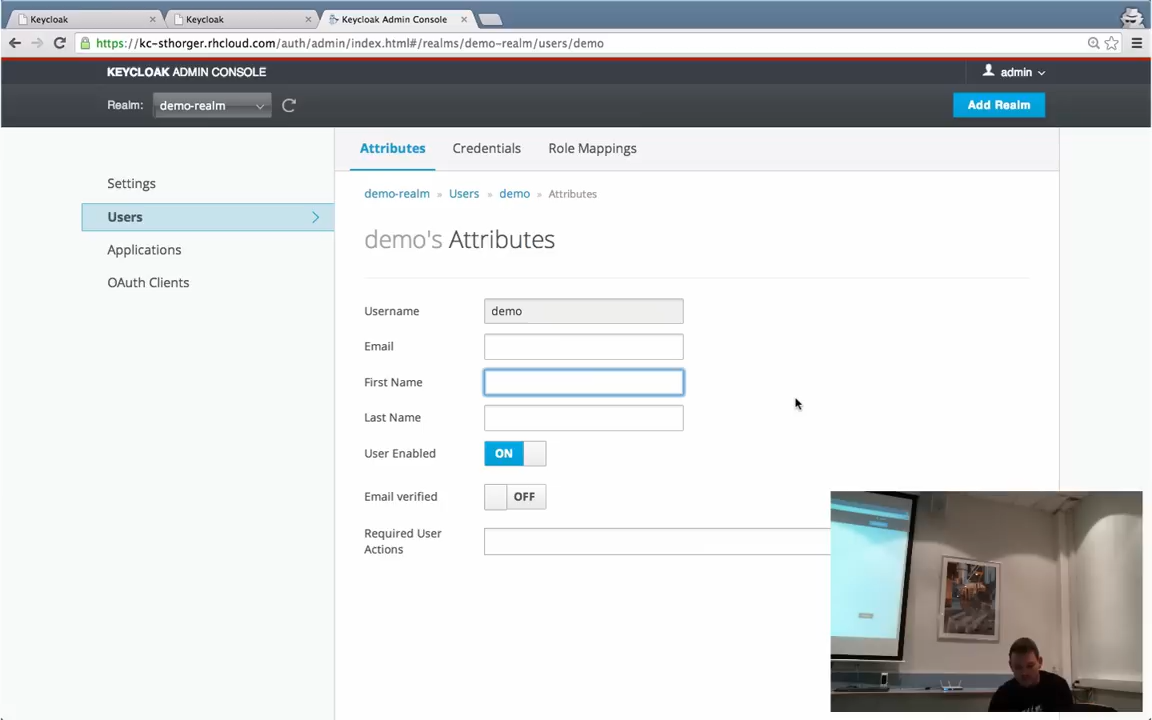 Keycloak
Keycloak
Keycloak Admin Console
https://kc-sthorger.rhcloud.com/auth/admin/index.html#/realms/demo-realm/users/demo
KEYCLOAK ADMIN CONSOLE
admin
Realm:
demo-realm
Add Realm
Attributes
Credentials
Role Mappings
Settings
Users
Applications
OAuth Clients
demo-realm » Users » demo » Attributes
demo's Attributes
Username
demo
Email
First Name
Last Name
User Enabled
ON
Email verified
OFF
Required User
Actions